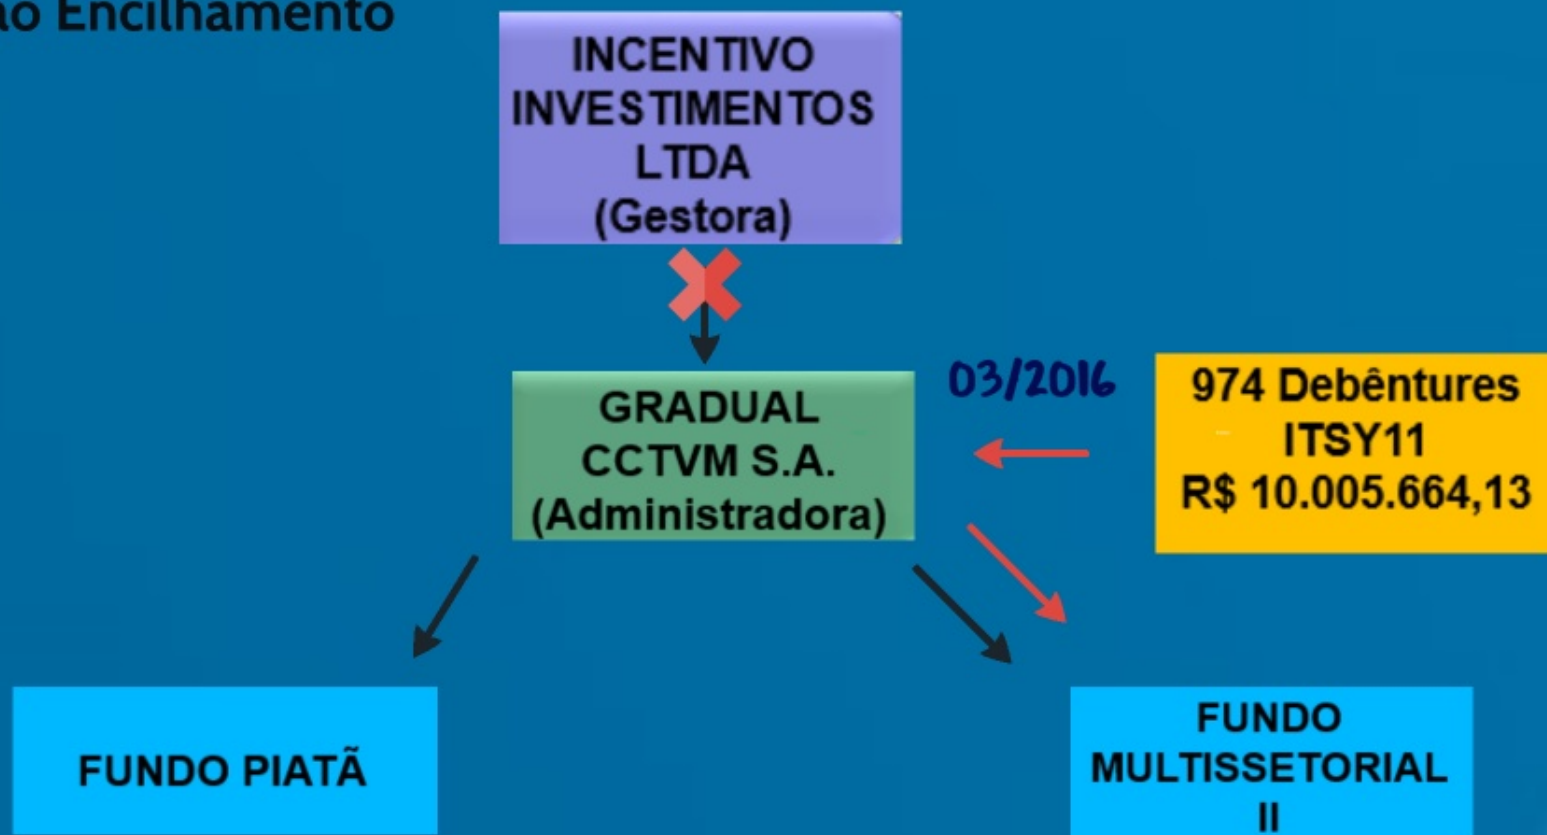 ão Encilhamento
INCENTIVO
INVESTIMENTOS
LTDA
(Gestora)
03/2016
GRADUAL
CCTVM S.A.
(Administradora)
974 Debêntures
ITSY11
R$ 10.005.664,13
FUNDO PIATÃ
FUNDO
MULTISSETORIAL
II